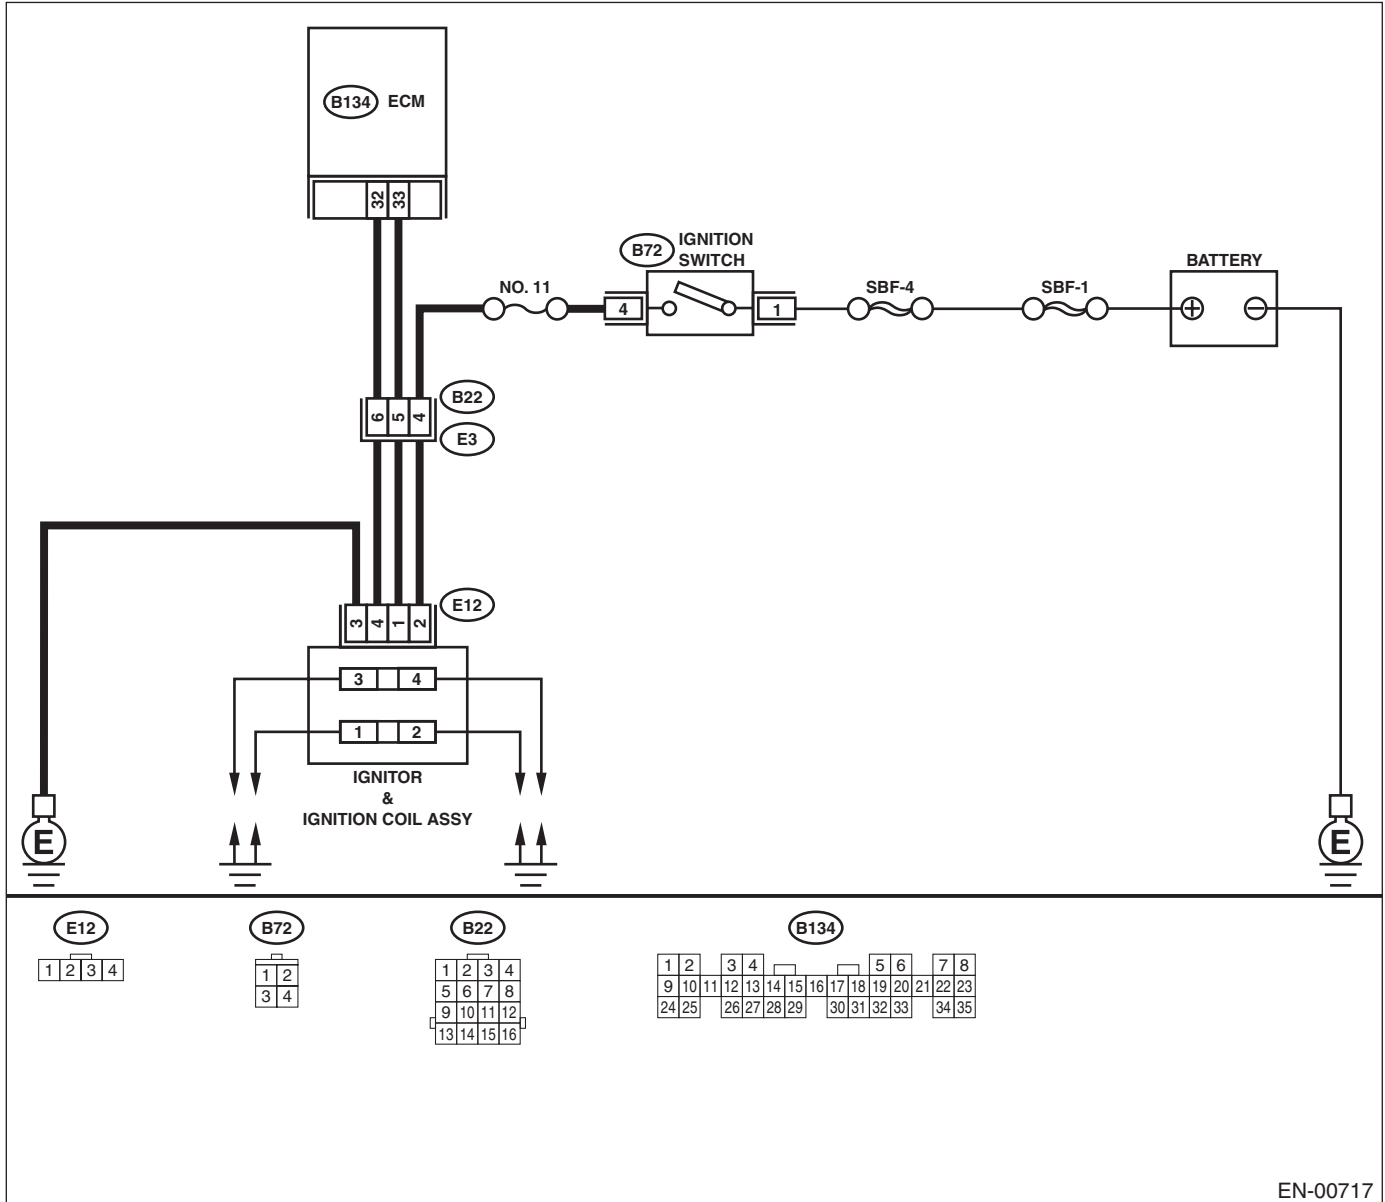 B134 ECM
32 33
B72 IGNITION
SWITCH
BATTERY
NO. 11
4
1
SBF-4
SBF-1
+
−
B22
6 5 4
E3
E12
3 4 1 2
3 4
1 2
IGNITOR
&
IGNITION COIL ASSY
E
E
E12
1 2 3 4
B72
1 2
3 4
B22
1 2 3 4
5 6 7 8
9 10 11 12
13 14 15 16
B134
1 2 3 4 5 6 7 8
9 10 11 12 13 14 15 16 17 18 19 20 21 22 23
24 25 26 27 28 29 30 31 32 33 34 35
EN-00717